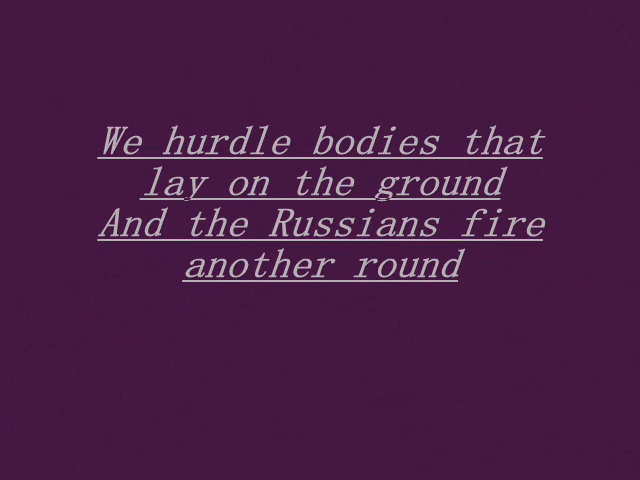 We hurdle bodies that
lay on the ground
And the Russians fire
another round